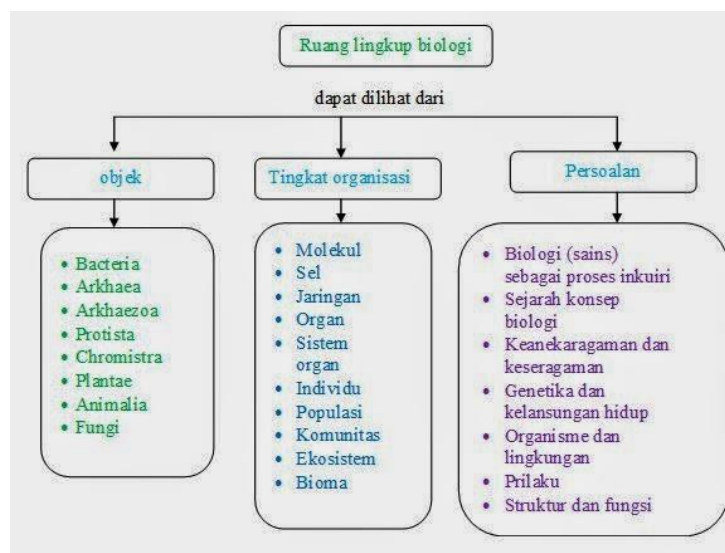 Ruang lingkup biologi
dapat dilihat dari
objek
Tingkat organisasi
Persoalan
• Bacteria
• Arkhaea
• Arkhaezoa
• Protista
• Chromistra
• Plantae
• Animalia
• Fungi
• Molekul
• Sel
• Jaringan
• Organ
• Sistem
organ
• Individu
• Populasi
• Komunitas
• Ekosistem
• Bioma
• Biologi (sains)
sebagai proses inkuiri
• Sejarah konsep
biologi
• Keanekaragaman dan
keseragaman
• Genetika dan
kelansungan hidup
• Organisme dan
lingkungan
• Prilaku
• Struktur dan fungsi